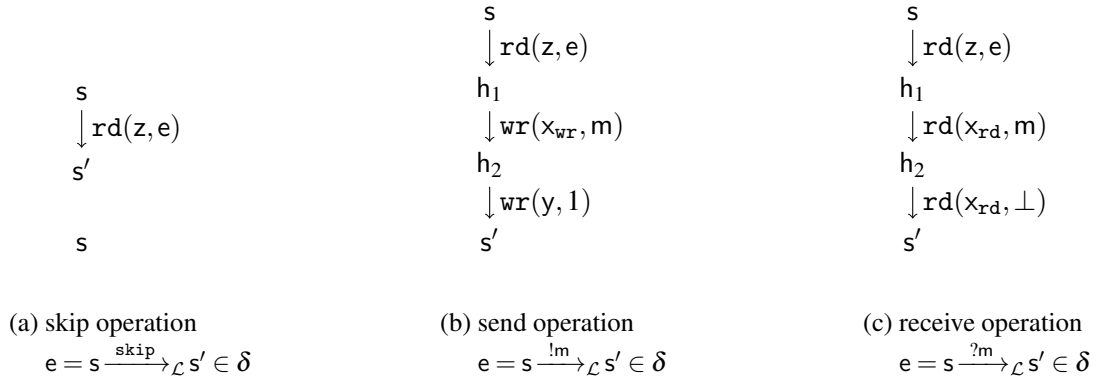 s
rd(z, e)
s′
s
(a) skip operation
e = s —skip→_ℒ s′ ∈ δ
s
rd(z, e)
h₁
wr(x_wr, m)
h₂
wr(y, 1)
s′
(b) send operation
e = s —!m→_ℒ s′ ∈ δ
s
rd(z, e)
h₁
rd(x_rd, m)
h₂
rd(x_rd, ⊥)
s′
(c) receive operation
e = s —?m→_ℒ s′ ∈ δ